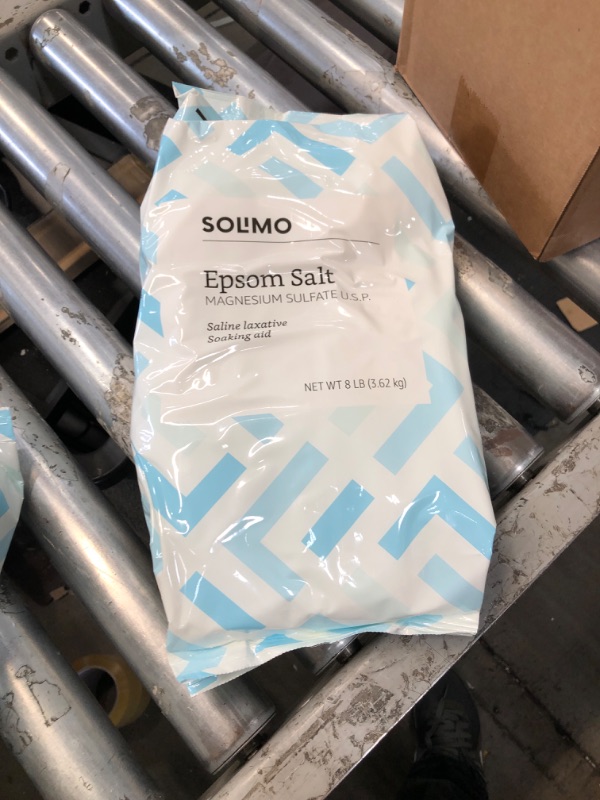 SOLIMO
Epsom Salt
MAGNESIUM SULFATE U.S.P.
Saline laxative
Soaking aid
NET WT 8 LB (3.62 kg)